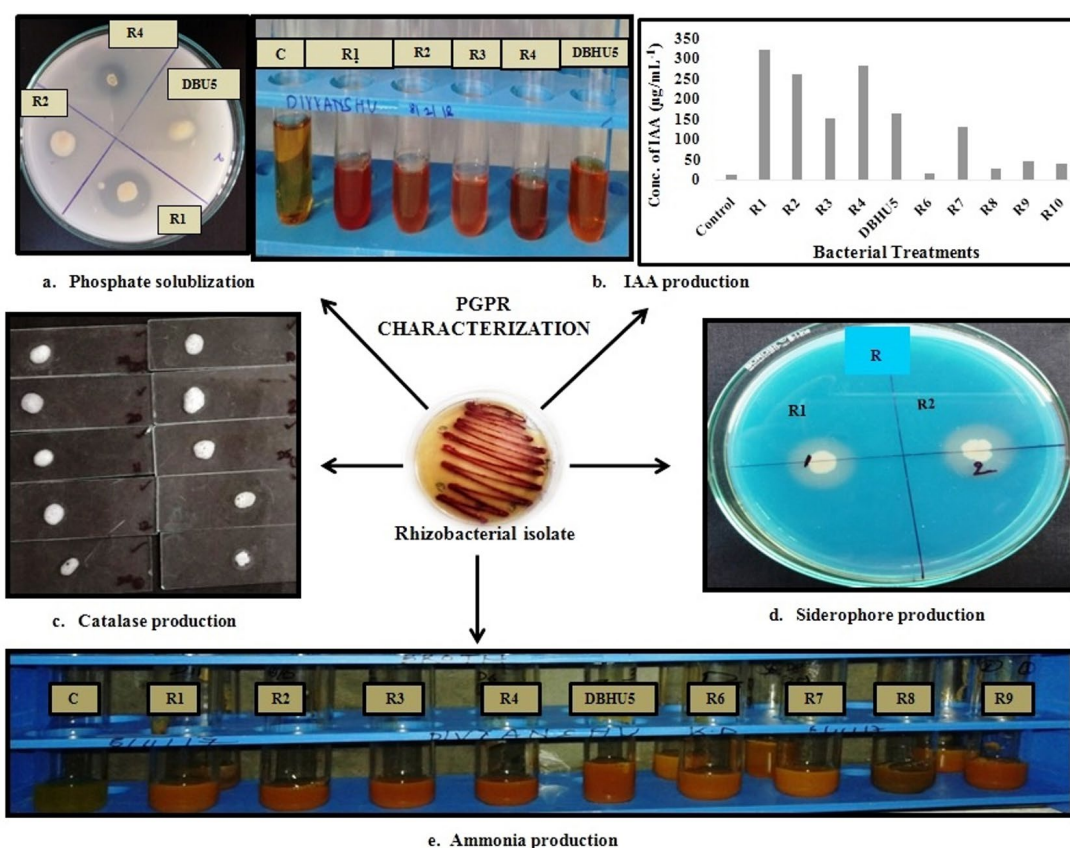 R4
DBU5
R2
R1
a. Phosphate solublization
C R1 R2 R3 R4 DBHU5
DIVYANSHU 8/2/18
350
300
250
200
150
100
50
0
Conc. of IAA (µg/mL⁻¹)
Control R1 R2 R3 R4 DBHU5 R6 R7 R8 R9 R10
Bacterial Treatments
b. IAA production
PGPR
CHARACTERIZATION
Rhizobacterial isolate
c. Catalase production
R
R1 R2
1 2
d. Siderophore production
C R1 R2 R3 R4 DBHU5 R6 R7 R8 R9
DIVYANSHU
e. Ammonia production